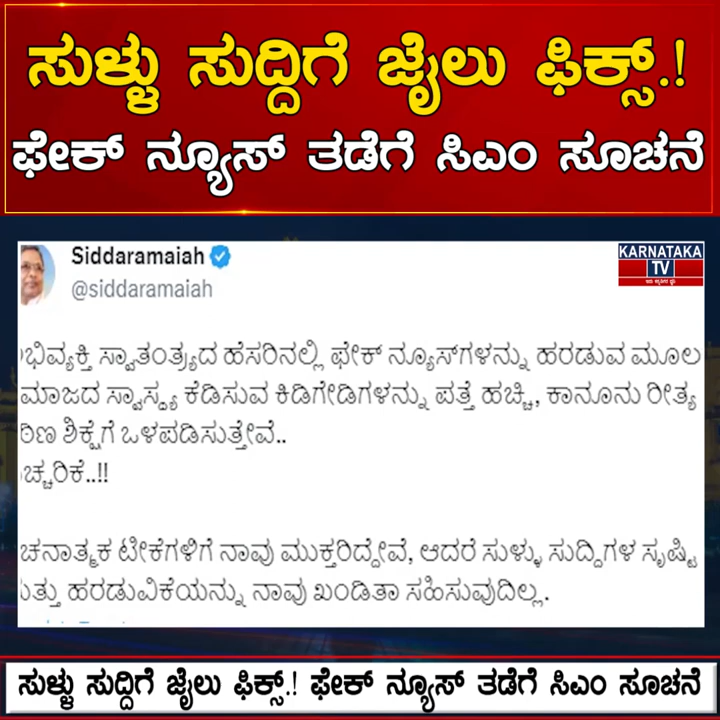 ಸುಳ್ಳು ಸುದ್ದಿಗೆ ಜೈಲು ಫಿಕ್ಸ್.!
ಫೇಕ್ ನ್ಯೂಸ್ ತಡೆಗೆ ಸಿಎಂ ಸೂಚನೆ
Siddaramaiah
@siddaramaiah
KARNATAKA
TV
ಭಿವ್ಯಕ್ತಿ ಸ್ವಾತಂತ್ರ್ಯದ ಹೆಸರಿನಲ್ಲಿ ಫೇಕ್ ನ್ಯೂಸ್‌ಗಳನ್ನು ಹರಡುವ ಮೂಲ
ಮಾಜದ ಸ್ವಾಸ್ಥ್ಯ ಕೆಡಿಸುವ ಕಿಡಿಗೇಡಿಗಳನ್ನು ಪತ್ತೆ ಹಚ್ಚಿ, ಕಾನೂನು ರೀತ್ಯ
ಠಿಣ ಶಿಕ್ಷೆಗೆ ಒಳಪಡಿಸುತ್ತೇವೆ..
ಚ್ಚರಿಕೆ..!!
ಚನಾತ್ಮಕ ಟೀಕೆಗಳಿಗೆ ನಾವು ಮುಕ್ತರಿದ್ದೇವೆ, ಆದರೆ ಸುಳ್ಳು ಸುದ್ದಿಗಳ ಸೃಷ್ಟಿ
ಮತ್ತು ಹರಡುವಿಕೆಯನ್ನು ನಾವು ಖಂಡಿತಾ ಸಹಿಸುವುದಿಲ್ಲ.
ಸುಳ್ಳು ಸುದ್ದಿಗೆ ಜೈಲು ಫಿಕ್ಸ್.! ಫೇಕ್ ನ್ಯೂಸ್ ತಡೆಗೆ ಸಿಎಂ ಸೂಚನೆ